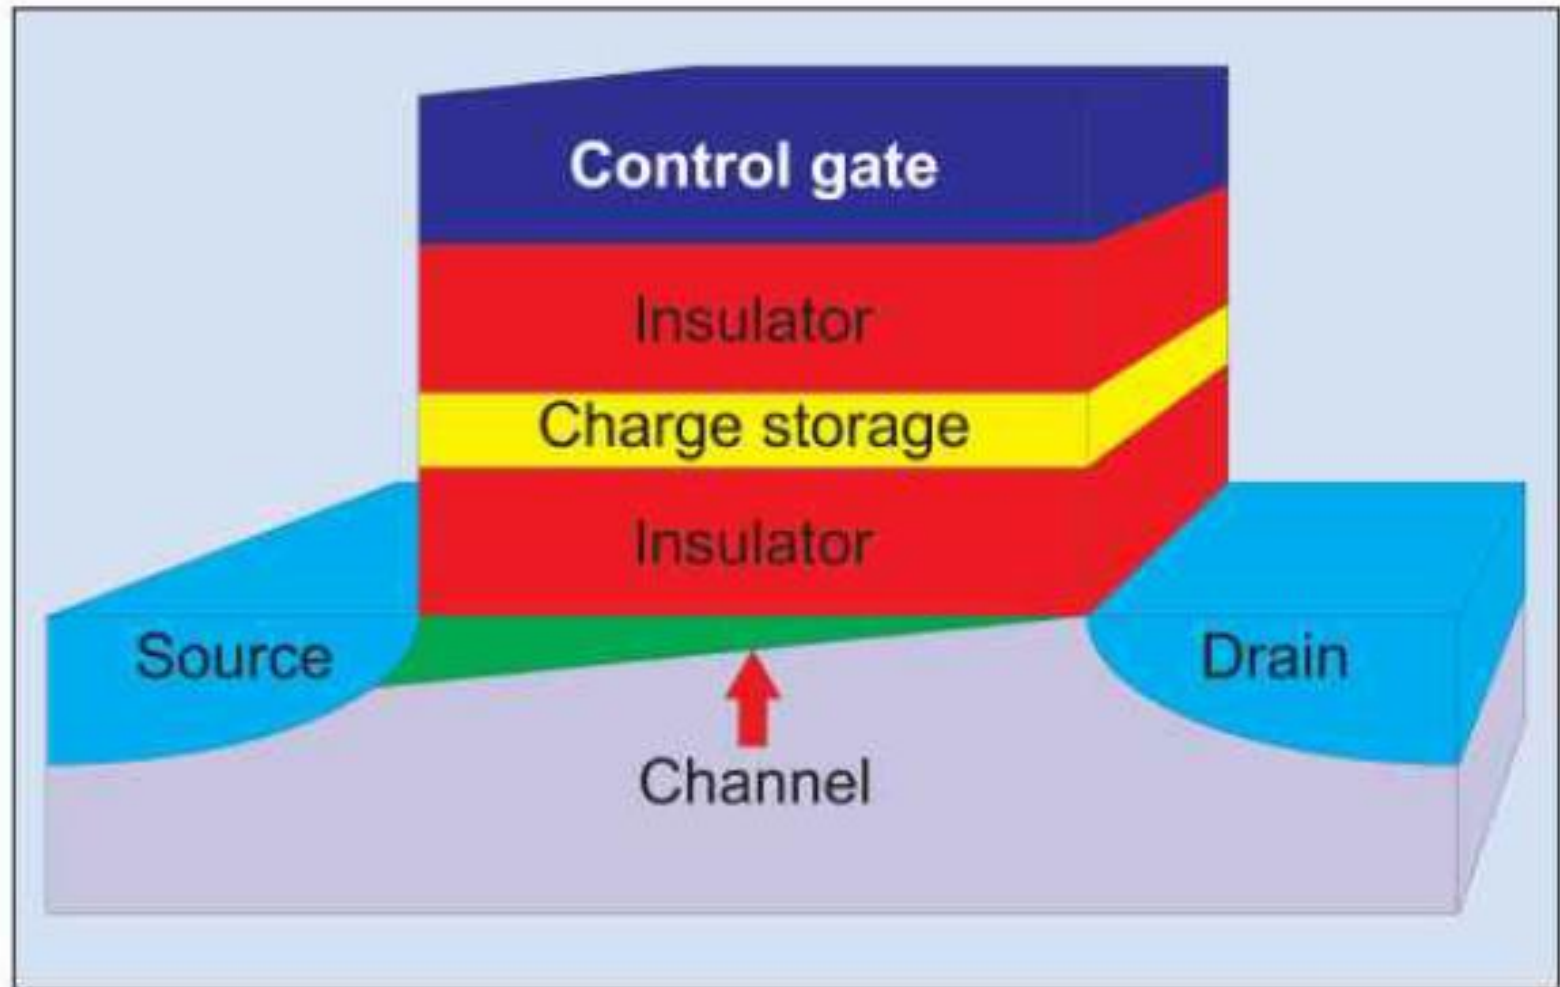 Control gate
Insulator
Charge storage
Insulator
Source
Drain
Channel